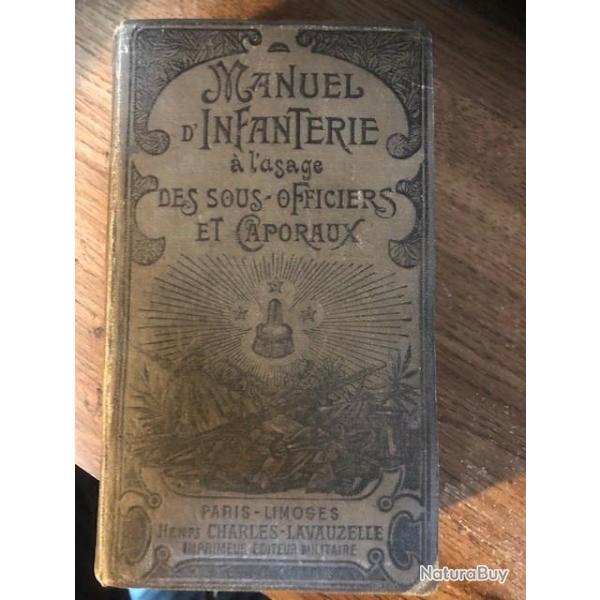 MANUEL
D'INFANTERIE
à l'usage
DES SOUS-OFFICIERS
ET CAPORAUX
PARIS-LIMOGES
HENRI CHARLES-LAVAUZELLE
IMPRIMEUR ÉDITEUR MILITAIRE
NaturaBuy